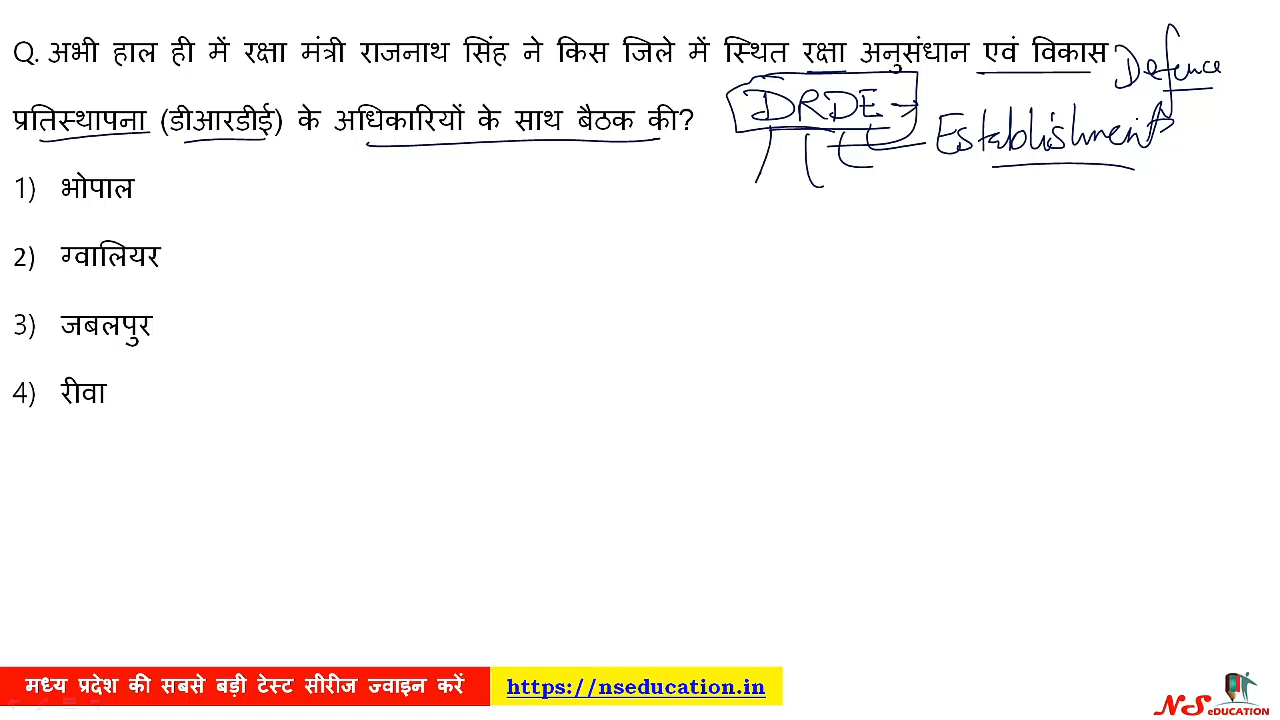 Q. अभी हाल ही में रक्षा मंत्री राजनाथ सिंह ने किस जिले में स्थित रक्षा अनुसंधान एवं विकास
Defence
प्रतिस्थापना (डीआरडीई) के अधिकारियों के साथ बैठक की?
DRDE
Establishment
1) भोपाल
2) ग्वालियर
3) जबलपुर
4) रीवा
मध्य प्रदेश की सबसे बड़ी टेस्ट सीरीज ज्वाइन करें
https://nseducation.in
NS eDUCATION